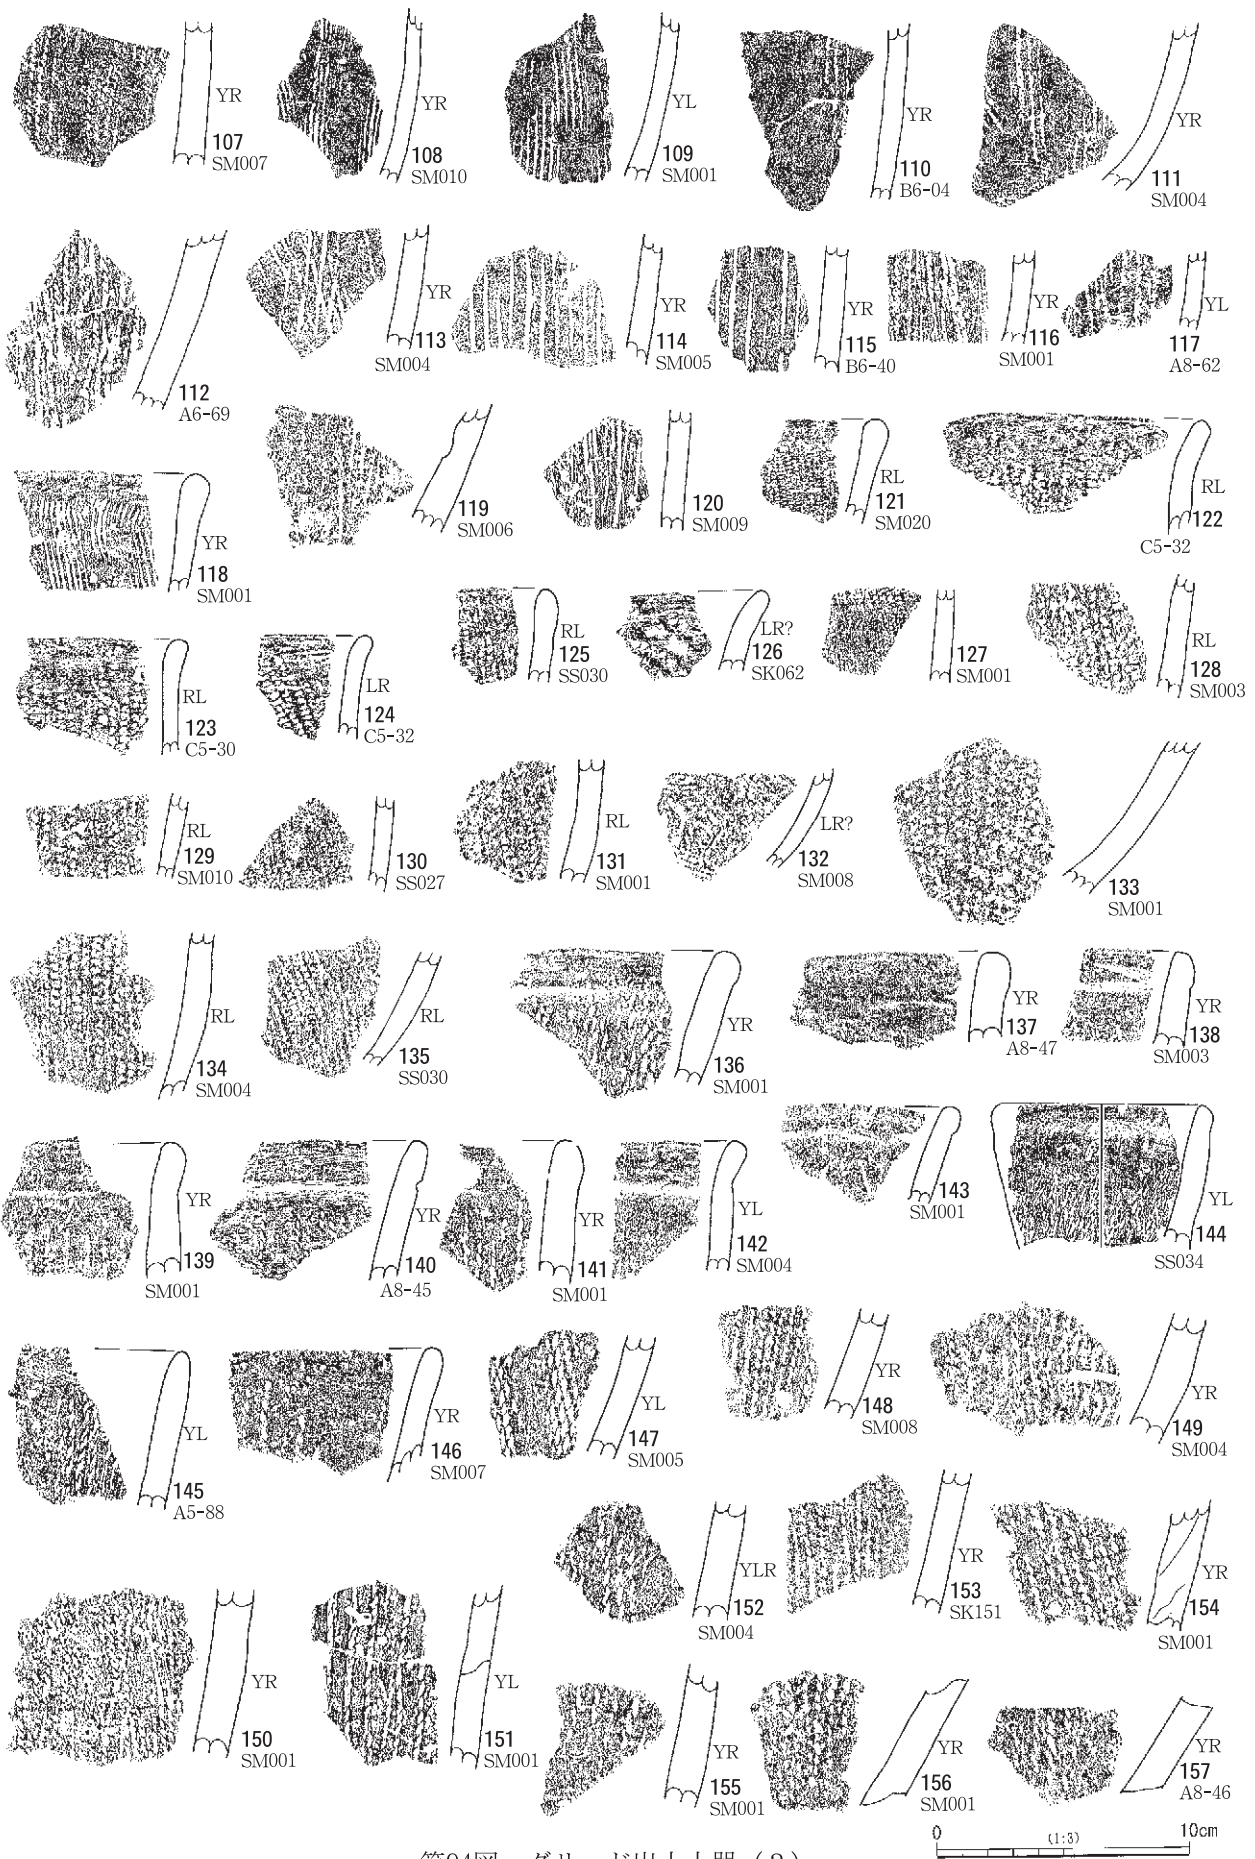 YR
107
SM007
YR
108
SM010
YL
109
SM001
YR
110
B6-04
YR
111
SM004
112
A6-69
YR
113
SM004
YR
114
SM005
YR
115
B6-40
YR
116
SM001
YL
117
A8-62
YR
118
SM001
119
SM006
120
SM009
RL
121
SM020
RL
122
C5-32
RL
123
C5-30
LR
124
C5-32
RL
125
SS030
LR?
126
SK062
127
SM001
RL
128
SM003
RL
129
SM010
130
SS027
RL
131
SM001
LR?
132
SM008
133
SM001
RL
134
SM004
RL
135
SS030
YR
136
SM001
YR
137
A8-47
YR
138
SM003
YR
139
SM001
YR
140
A8-45
YR
141
SM001
YL
142
SM004
143
SM001
YL
144
SS034
YL
145
A5-88
YR
146
SM007
YL
147
SM005
YR
148
SM008
YR
149
SM004
YR
150
SM001
YL
151
SM001
YLR
152
SM004
YR
153
SK151
YR
154
SM001
YR
155
SM001
YR
156
SM001
YR
157
A8-46
0 (1:3) 10cm